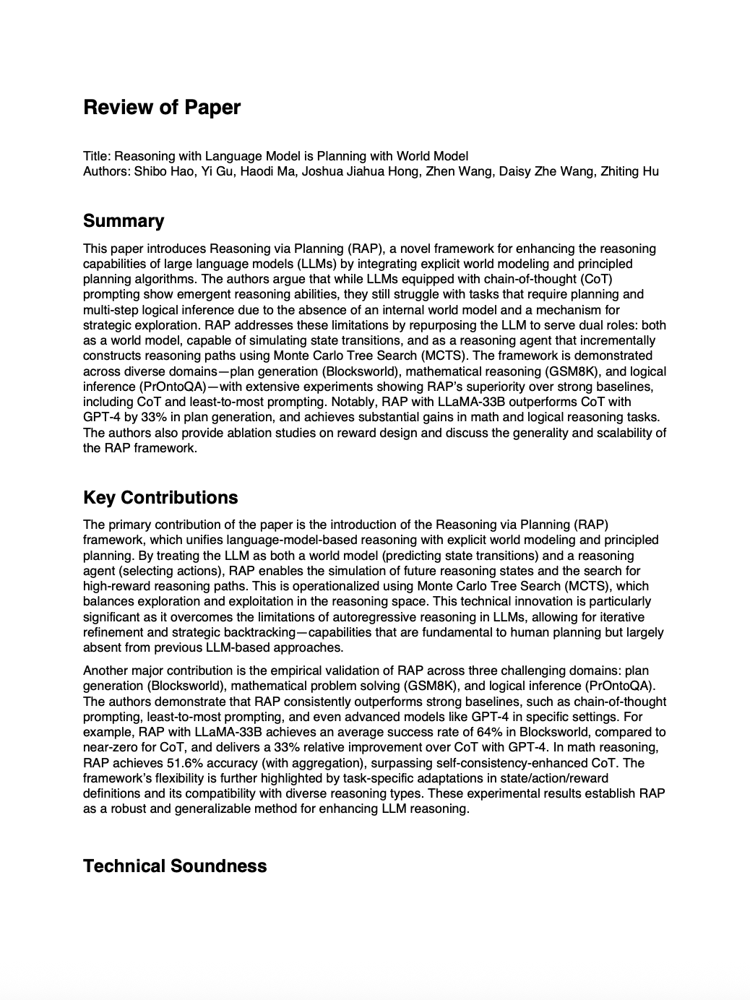 Review of Paper
Title: Reasoning with Language Model is Planning with World Model
Authors: Shibo Hao, Yi Gu, Haodi Ma, Joshua Jiahua Hong, Zhen Wang, Daisy Zhe Wang, Zhiting Hu
Summary
This paper introduces Reasoning via Planning (RAP), a novel framework for enhancing the reasoning
capabilities of large language models (LLMs) by integrating explicit world modeling and principled
planning algorithms. The authors argue that while LLMs equipped with chain-of-thought (CoT)
prompting show emergent reasoning abilities, they still struggle with tasks that require planning and
multi-step logical inference due to the absence of an internal world model and a mechanism for
strategic exploration. RAP addresses these limitations by repurposing the LLM to serve dual roles: both
as a world model, capable of simulating state transitions, and as a reasoning agent that incrementally
constructs reasoning paths using Monte Carlo Tree Search (MCTS). The framework is demonstrated
across diverse domains—plan generation (Blocksworld), mathematical reasoning (GSM8K), and logical
inference (PrOntoQA)—with extensive experiments showing RAP's superiority over strong baselines,
including CoT and least-to-most prompting. Notably, RAP with LLaMA-33B outperforms CoT with
GPT-4 by 33% in plan generation, and achieves substantial gains in math and logical reasoning tasks.
The authors also provide ablation studies on reward design and discuss the generality and scalability of
the RAP framework.
Key Contributions
The primary contribution of the paper is the introduction of the Reasoning via Planning (RAP)
framework, which unifies language-model-based reasoning with explicit world modeling and principled
planning. By treating the LLM as both a world model (predicting state transitions) and a reasoning
agent (selecting actions), RAP enables the simulation of future reasoning states and the search for
high-reward reasoning paths. This is operationalized using Monte Carlo Tree Search (MCTS), which
balances exploration and exploitation in the reasoning space. This technical innovation is particularly
significant as it overcomes the limitations of autoregressive reasoning in LLMs, allowing for iterative
refinement and strategic backtracking—capabilities that are fundamental to human planning but largely
absent from previous LLM-based approaches.
Another major contribution is the empirical validation of RAP across three challenging domains: plan
generation (Blocksworld), mathematical problem solving (GSM8K), and logical inference (PrOntoQA).
The authors demonstrate that RAP consistently outperforms strong baselines, such as chain-of-thought
prompting, least-to-most prompting, and even advanced models like GPT-4 in specific settings. For
example, RAP with LLaMA-33B achieves an average success rate of 64% in Blocksworld, compared to
near-zero for CoT, and delivers a 33% relative improvement over CoT with GPT-4. In math reasoning,
RAP achieves 51.6% accuracy (with aggregation), surpassing self-consistency-enhanced CoT. The
framework's flexibility is further highlighted by task-specific adaptations in state/action/reward
definitions and its compatibility with diverse reasoning types. These experimental results establish RAP
as a robust and generalizable method for enhancing LLM reasoning.
Technical Soundness